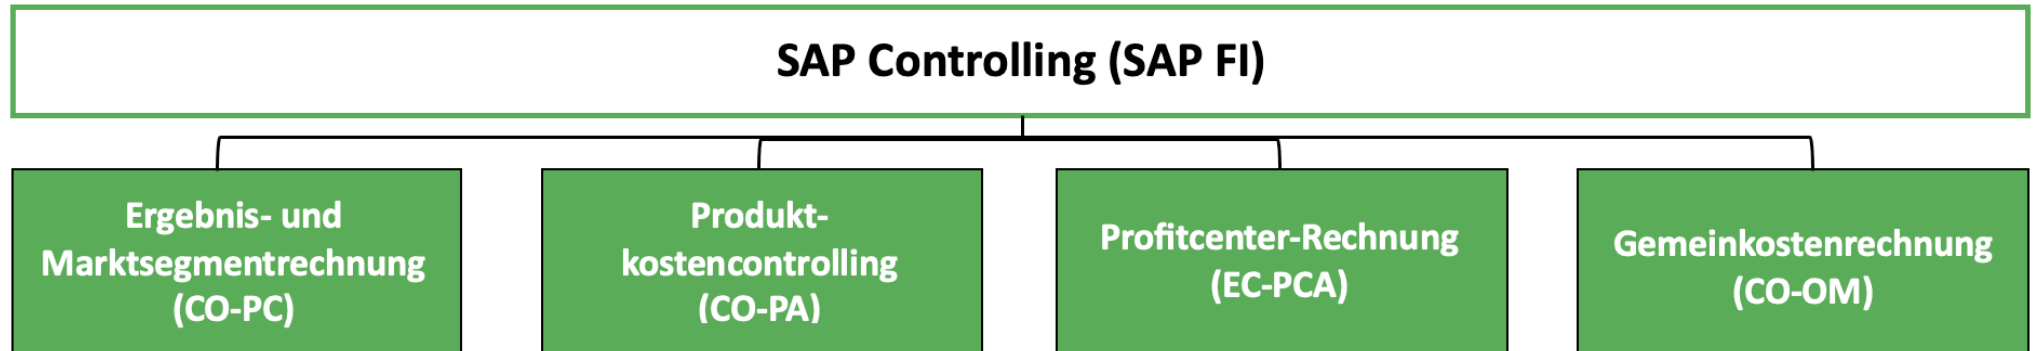 SAP Controlling (SAP FI)
Ergebnis- und
Marktsegmentrechnung
(CO-PC)
Produkt-
kostencontrolling
(CO-PA)
Profitcenter-Rechnung
(EC-PCA)
Gemeinkostenrechnung
(CO-OM)